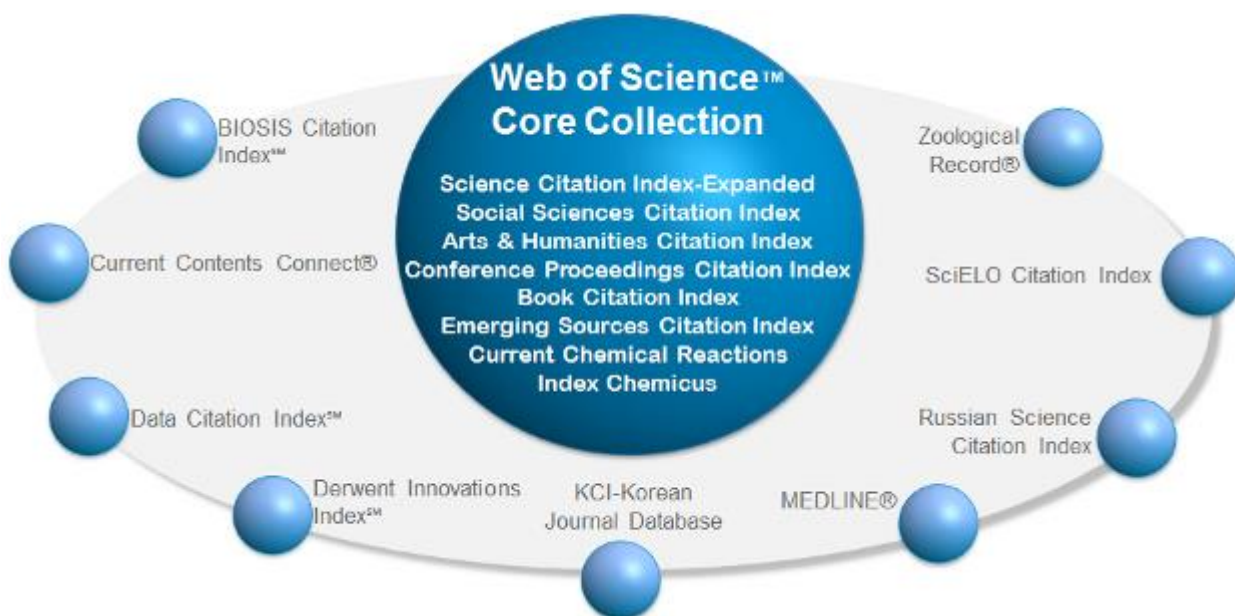 Web of Science™
Core Collection
Science Citation Index-Expanded
Social Sciences Citation Index
Arts & Humanities Citation Index
Conference Proceedings Citation Index
Book Citation Index
Emerging Sources Citation Index
Current Chemical Reactions
Index Chemicus
BIOSIS Citation
Index℠
Current Contents Connect®
Data Citation Index℠
Derwent Innovations
Index℠
KCI-Korean
Journal Database
MEDLINE®
Russian Science
Citation Index
SciELO Citation Index
Zoological
Record®